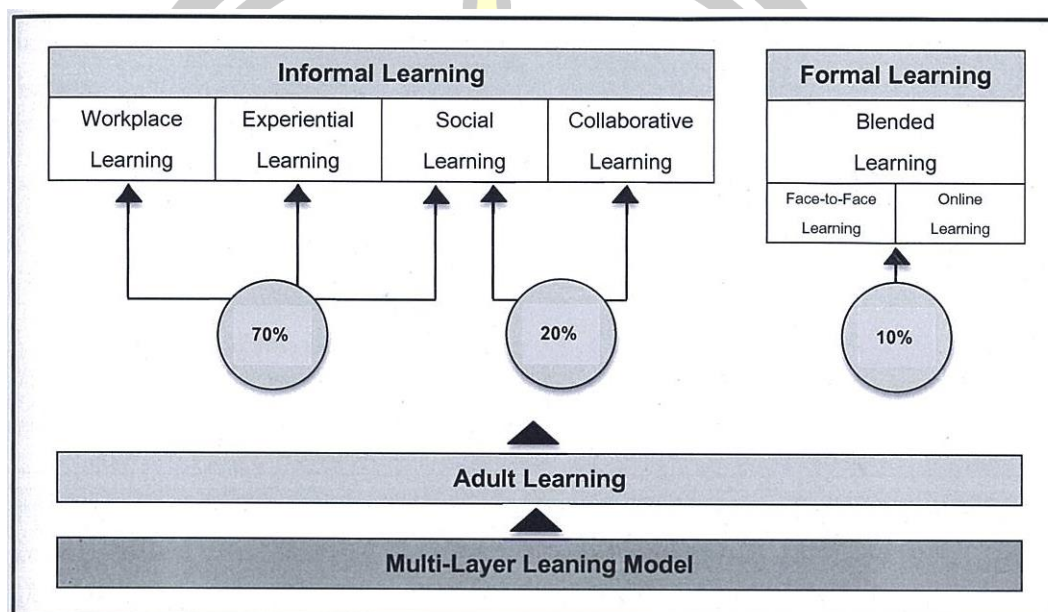 Informal Learning
Workplace
Learning
Experiential
Learning
Social
Learning
Collaborative
Learning
Formal Learning
Blended
Learning
Face-to-Face
Learning
Online
Learning
70%
20%
10%
Adult Learning
Multi-Layer Leaning Model